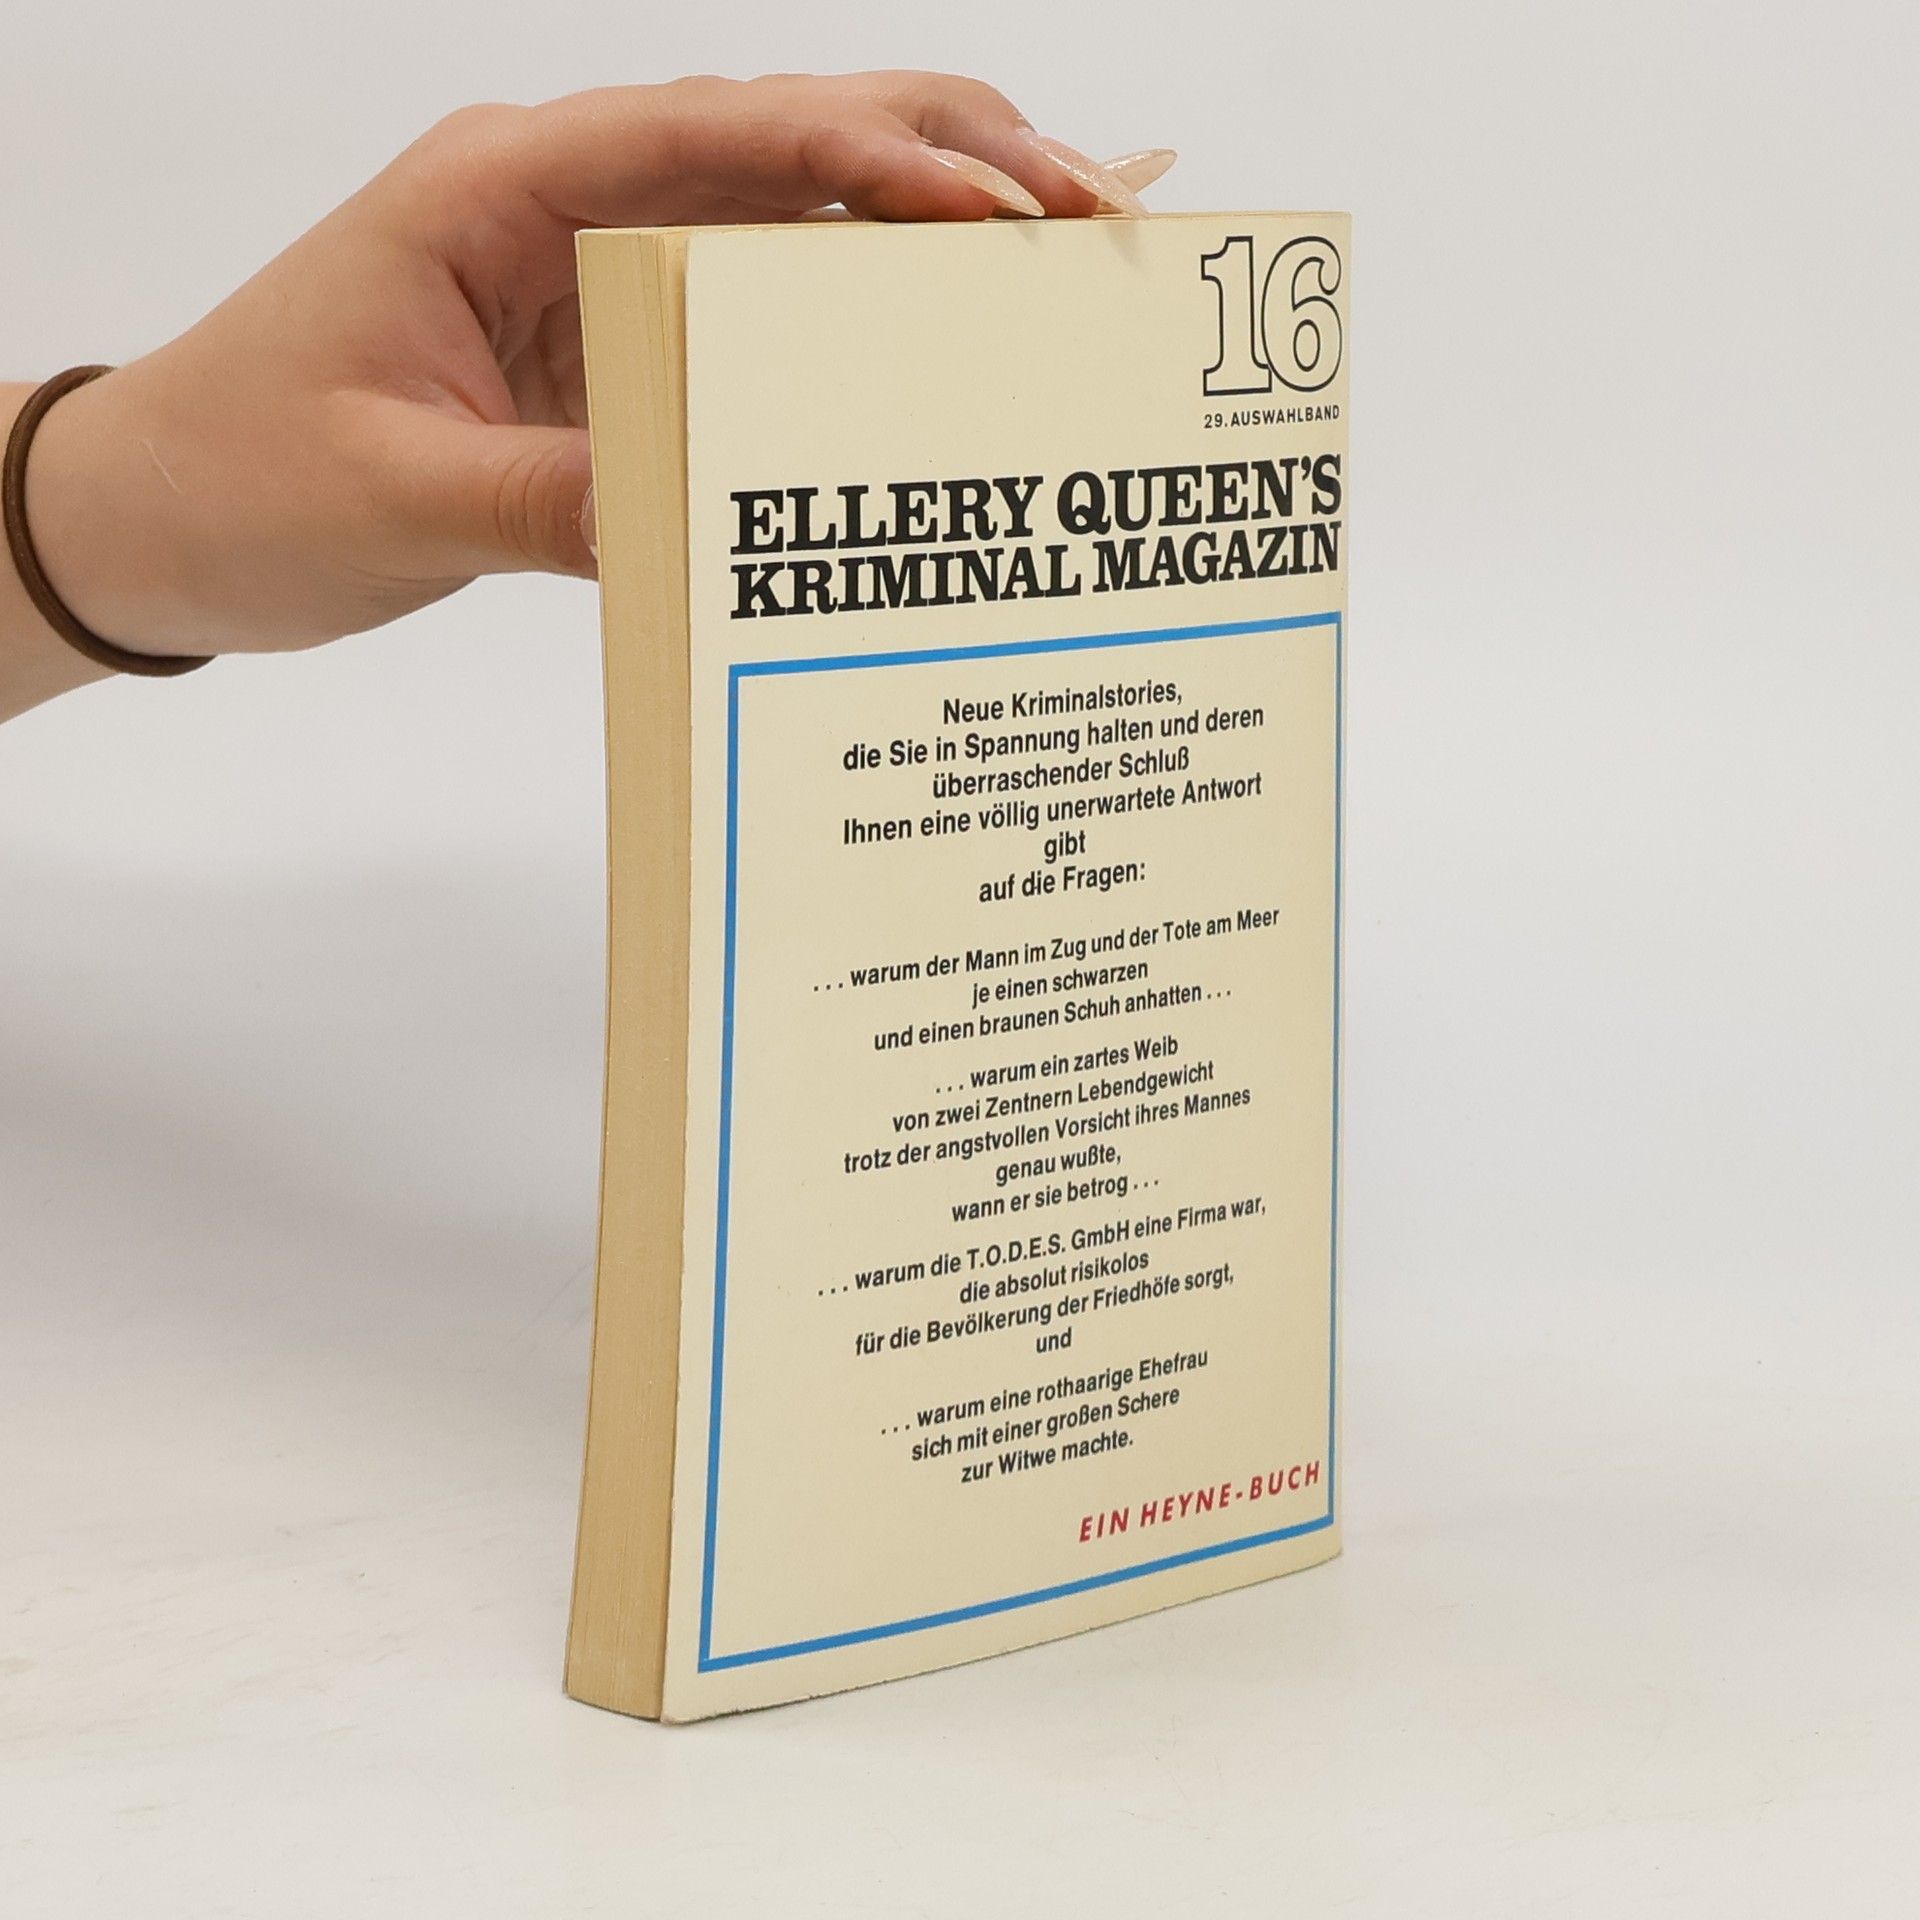 16
29. AUSWAHLBAND
ELLERY QUEEN'S
KRIMINAL MAGAZIN
Neue Kriminalstories,
die Sie in Spannung halten und deren
überraschender Schluß
Ihnen eine völlig unerwartete Antwort
gibt
auf die Fragen:
. . . warum der Mann im Zug und der Tote am Meer
je einen schwarzen
und einen braunen Schuh anhatten . . .
. . . warum ein zartes Weib
von zwei Zentnern Lebendgewicht
trotz der angstvollen Vorsicht ihres Mannes
genau wußte,
wann er sie betrog . . .
. . . warum die T.O.D.E.S. GmbH eine Firma war,
die absolut risikolos
für die Bevölkerung der Friedhöfe sorgt,
und
. . . warum eine rothaarige Ehefrau
sich mit einer großen Schere
zur Witwe machte.
EIN HEYNE-BUCH